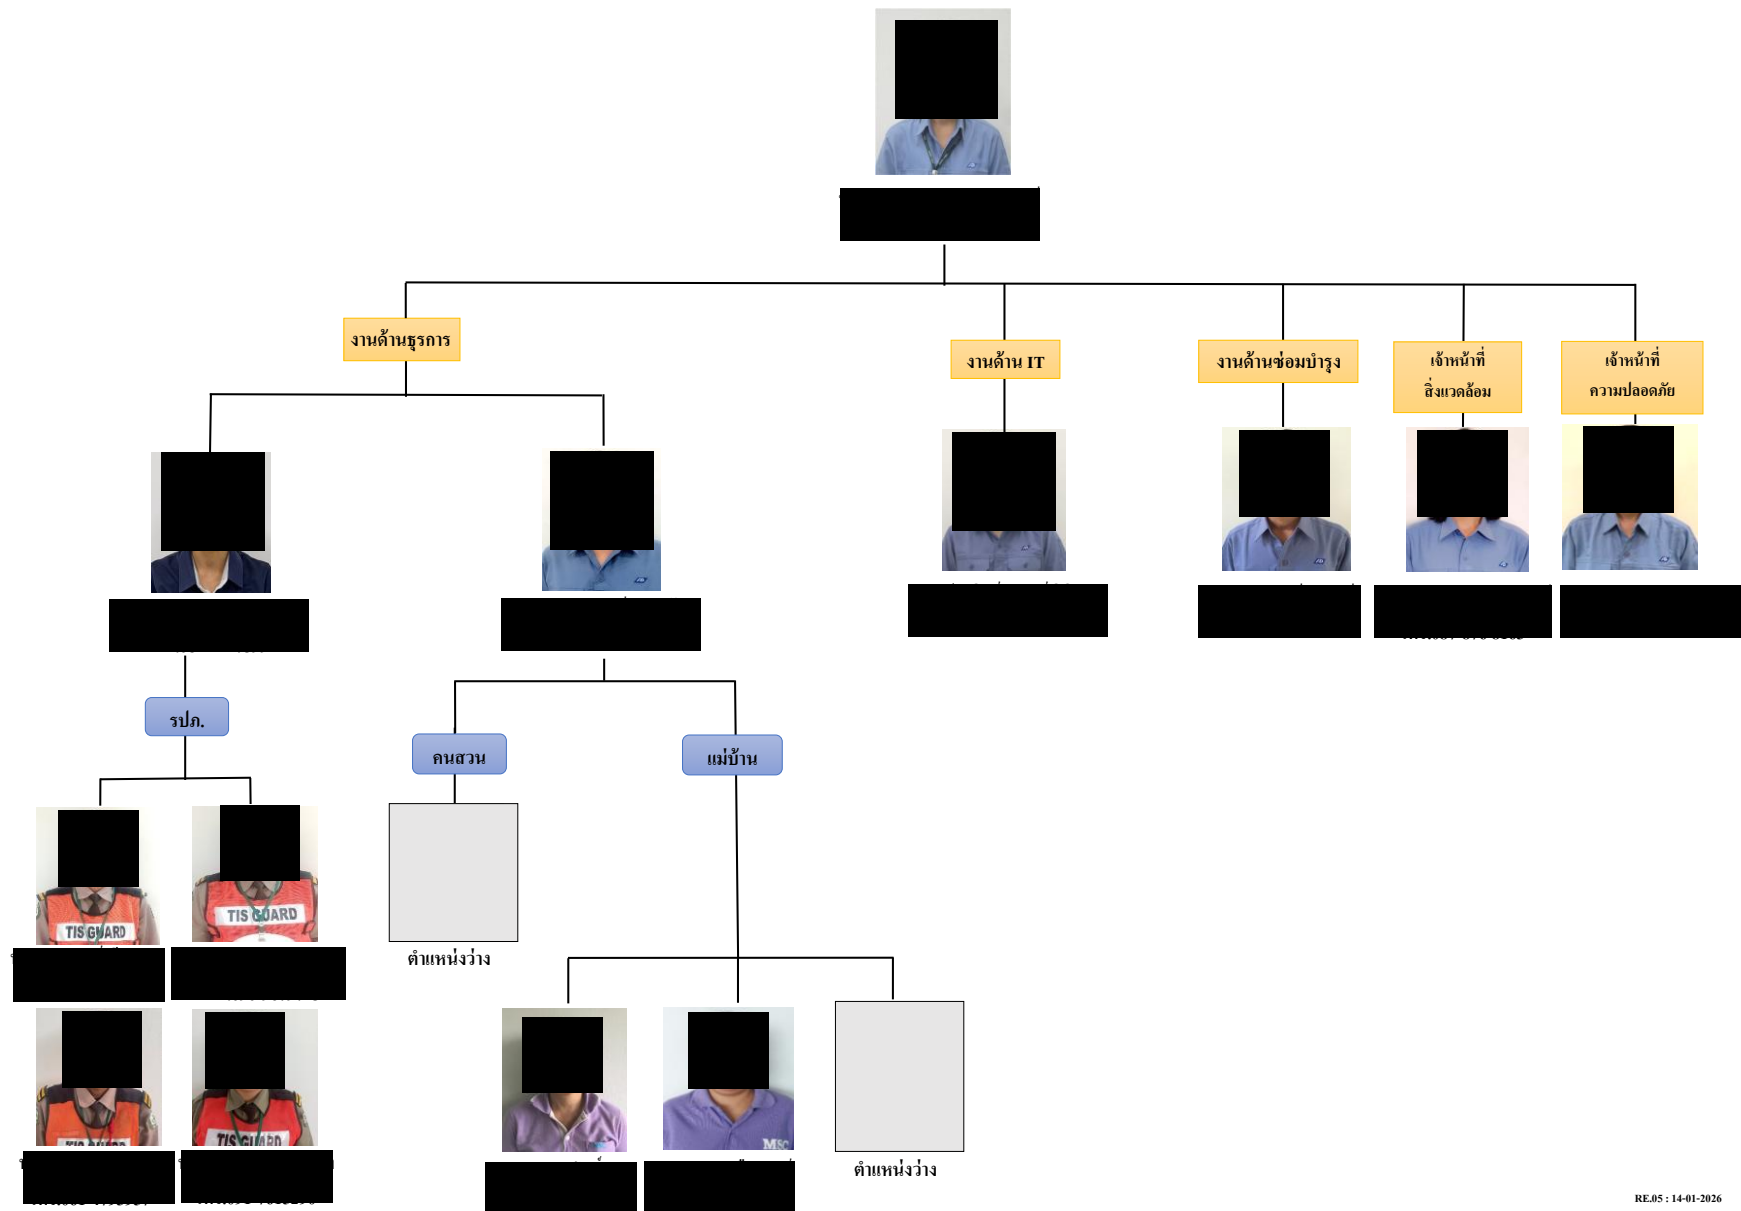 งานด้านธุรการ
งานด้าน IT
งานด้านซ่อมบำรุง
เจ้าหน้าที่
สิ่งแวดล้อม
เจ้าหน้าที่
ความปลอดภัย
รปภ.
คนสวน
แม่บ้าน
TIS GUARD
TIS GUARD
ตำแหน่งว่าง
TIS GUARD
TIS GUARD
MSC
ตำแหน่งว่าง
RE.05 : 14-01-2026